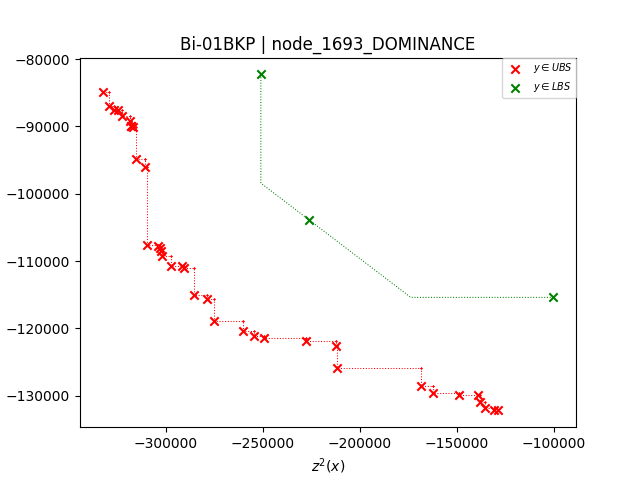 Bi-01BKP | node_1693_DOMINANCE
y ∈ UBS
y ∈ LBS
−80000
−90000
−100000
−110000
−120000
−130000
−300000 −250000 −200000 −150000 −100000
z²(x)